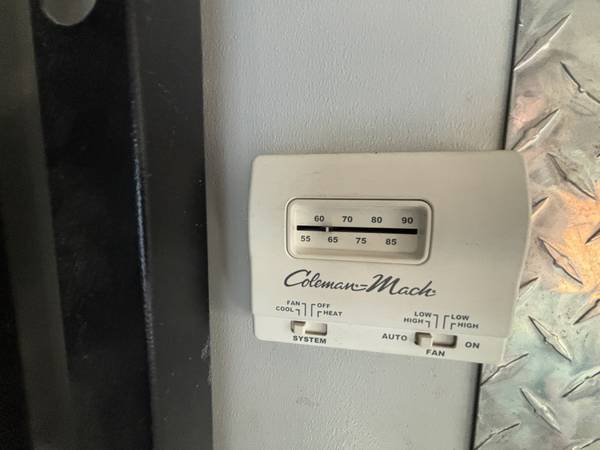 60 70 80 90
55 65 75 85
Coleman-Mach
FAN OFF LOW LOW
COOL HEAT HIGH HIGH
SYSTEM AUTO FAN ON